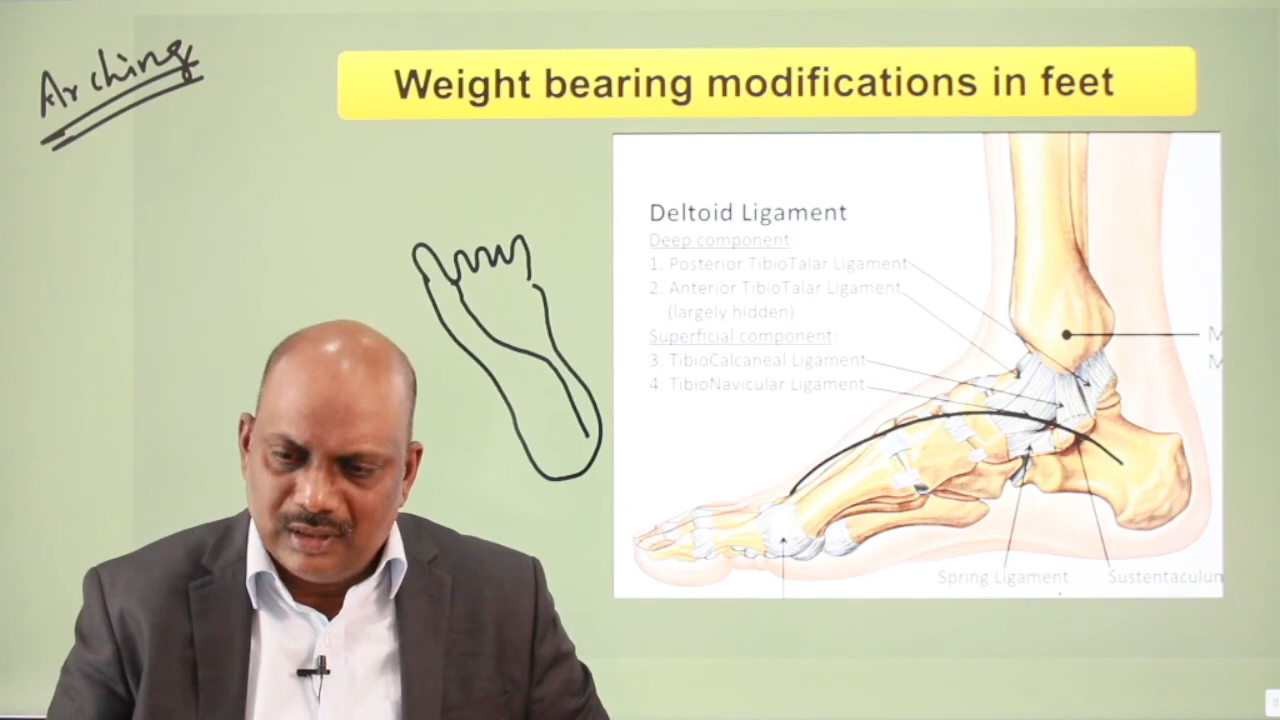 Arching
Weight bearing modifications in feet
Deltoid Ligament
Deep component
1. Posterior TibioTalar Ligament
2. Anterior TibioTalar Ligament
(largely hidden)
Superficial component:
3. TibioCalcaneal Ligament
4. TibioNavicular Ligament
M
M
Spring Ligament
Sustentaculun